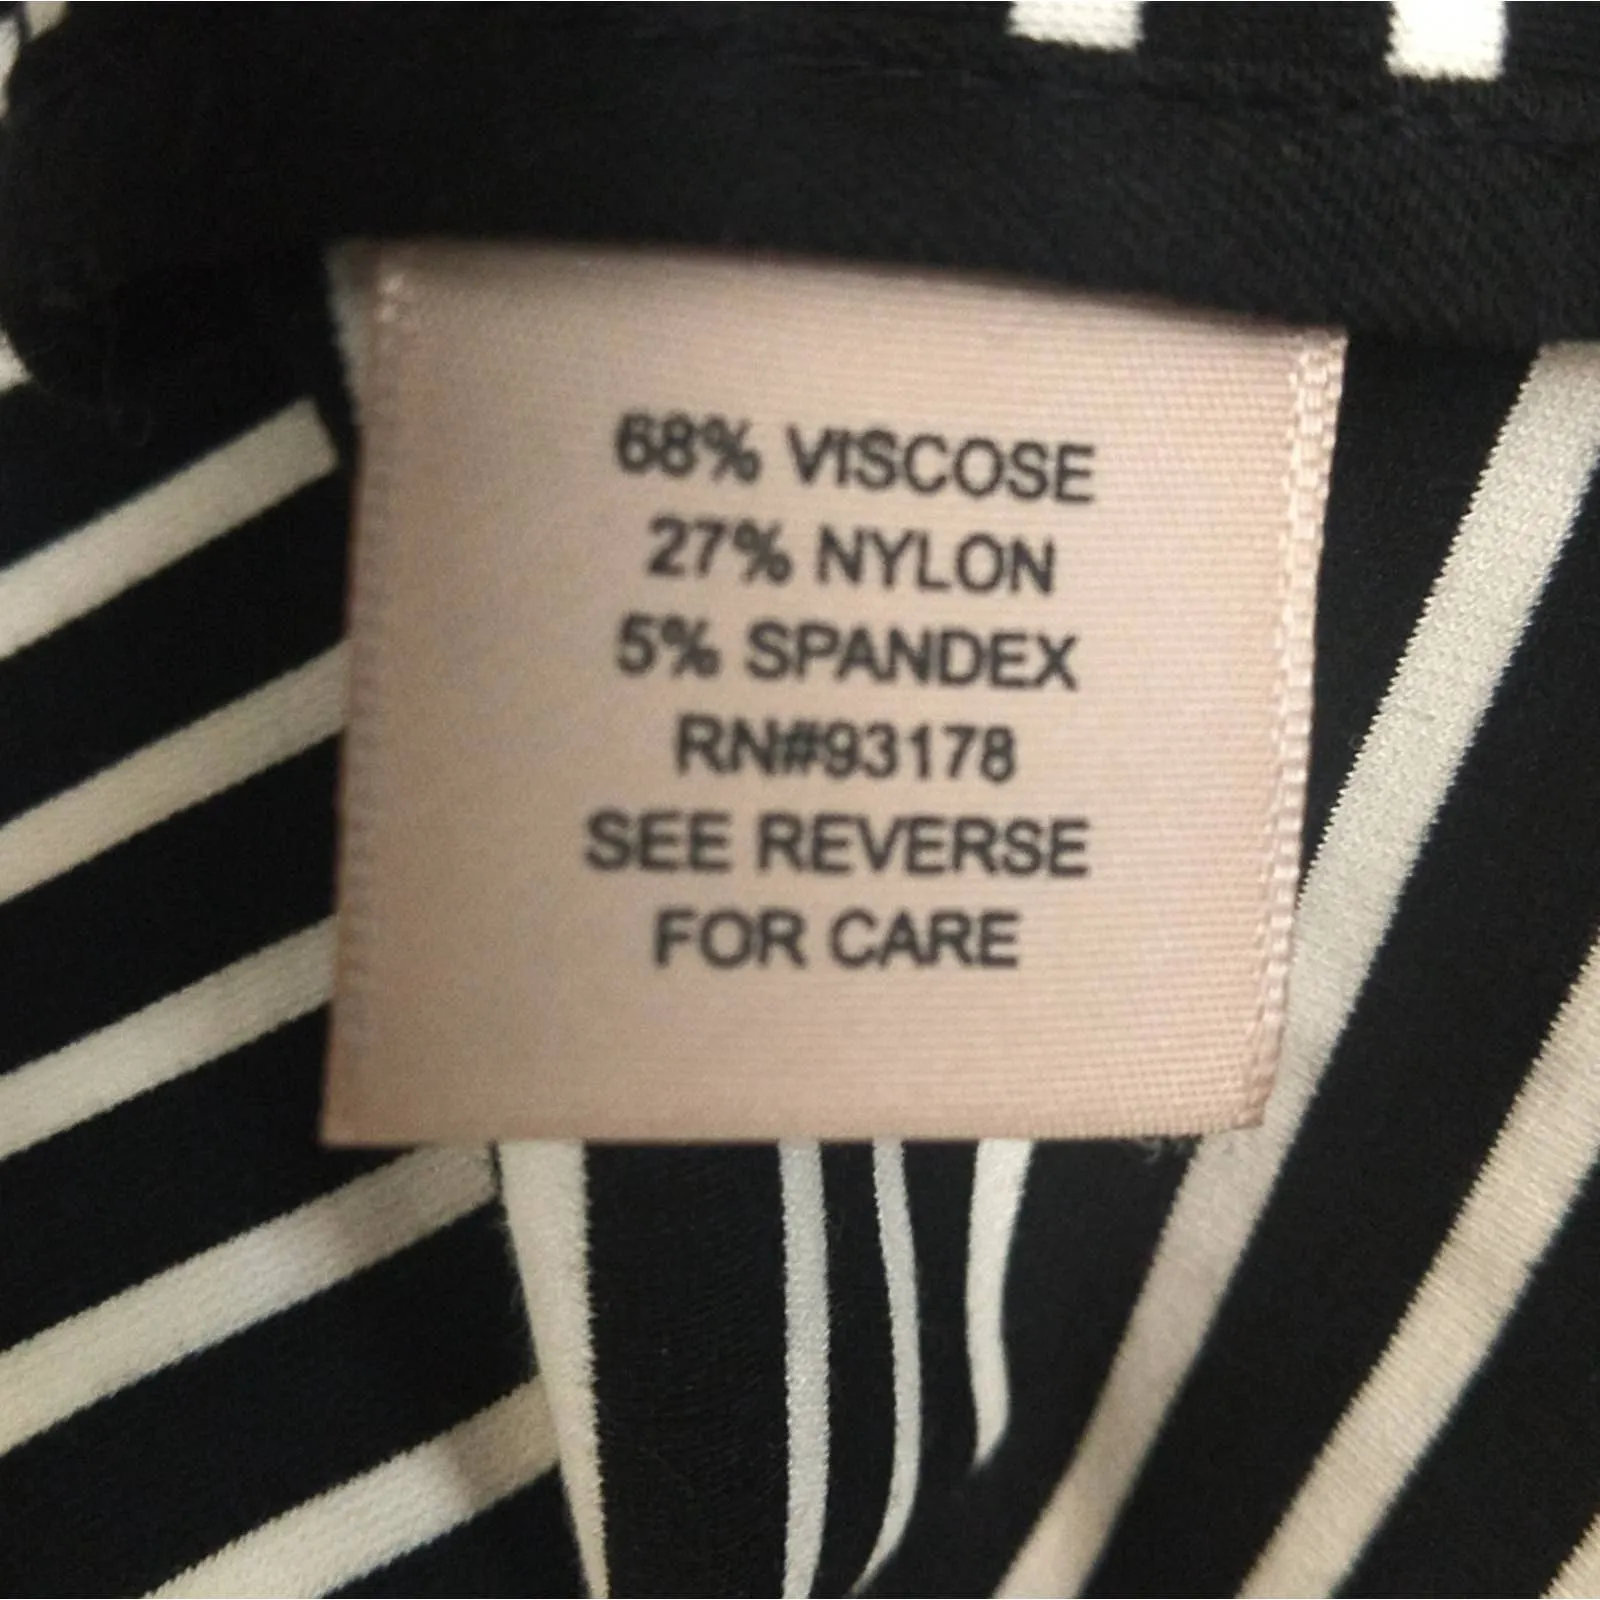 68% VISCOSE
27% NYLON
5% SPANDEX
RN#93178
SEE REVERSE
FOR CARE